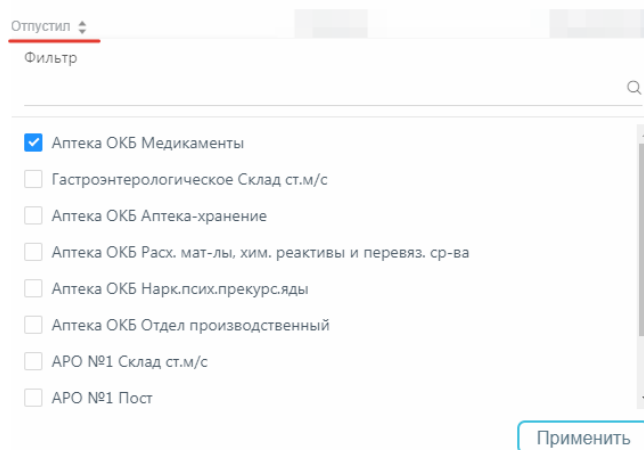 Отпустил
Фильтр
Аптека ОКБ Медикаменты
Гастроэнтерологическое Склад ст.м/с
Аптека ОКБ Аптека-хранение
Аптека ОКБ Расх. мат-лы, хим. реактивы и перевяз. ср-ва
Аптека ОКБ Нарк.псих.прекурс.яды
Аптека ОКБ Отдел производственный
АРО №1 Склад ст.м/с
АРО №1 Пост
Применить